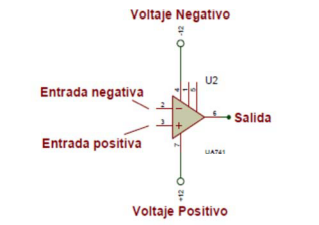 Voltaje Negativo
-12
U2
4
1
5
Entrada negativa
2
6
Salida
3
Entrada positiva
7
UA741
+12
Voltaje Positivo